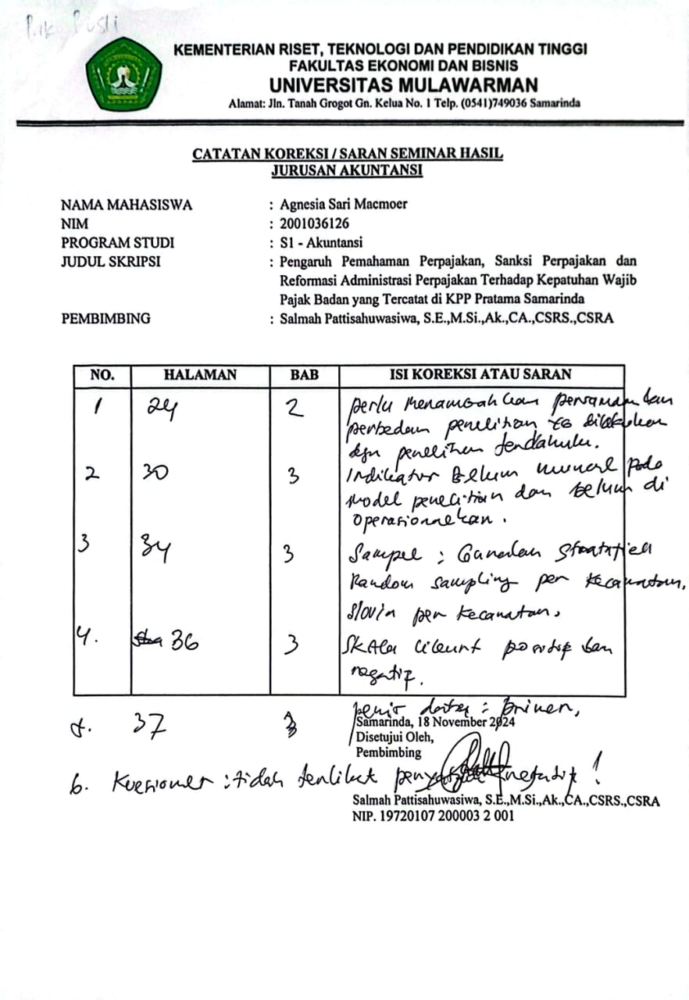 Pak Pisli
KEMENTERIAN RISET, TEKNOLOGI DAN PENDIDIKAN TINGGI
FAKULTAS EKONOMI DAN BISNIS
UNIVERSITAS MULAWARMAN
Alamat: Jln. Tanah Grogot Gn. Kelua No. 1 Telp. (0541)749036 Samarinda
CATATAN KOREKSI / SARAN SEMINAR HASIL
JURUSAN AKUNTANSI
NAMA MAHASISWA : Agnesia Sari Macmoer
NIM : 2001036126
PROGRAM STUDI : S1 - Akuntansi
JUDUL SKRIPSI : Pengaruh Pemahaman Perpajakan, Sanksi Perpajakan dan
Reformasi Administrasi Perpajakan Terhadap Kepatuhan Wajib
Pajak Badan yang Tercatat di KPP Pratama Samarinda
PEMBIMBING : Salmah Pattisahuwasiwa, S.E.,M.Si.,Ak.,CA.,CSRS.,CSRA
NO. HALAMAN BAB ISI KOREKSI ATAU SARAN
1 24 2 perlu menambahkan persamaan dan
perbedaan penelitian yg dilakukan
dgn penelitian terdahulu.
2 30 3 Indikator belum muncul pada
model penelitian dan belum di
operasionalkan.
3 34 3 Sampel : Gunakan Stratified
Random sampling per kecamatan,
slovin per kecamatan.
4. 36 3 Skala likert positif dan
negatif.
37 3 jenis data : primer,
Samarinda, 18 November 2024
Disetujui Oleh,
Pembimbing
6. Kuesioner : tidak terlihat negatif !
Salmah Pattisahuwasiwa, S.E.,M.Si.,Ak.,CA.,CSRS.,CSRA
NIP. 19720107 200003 2 001